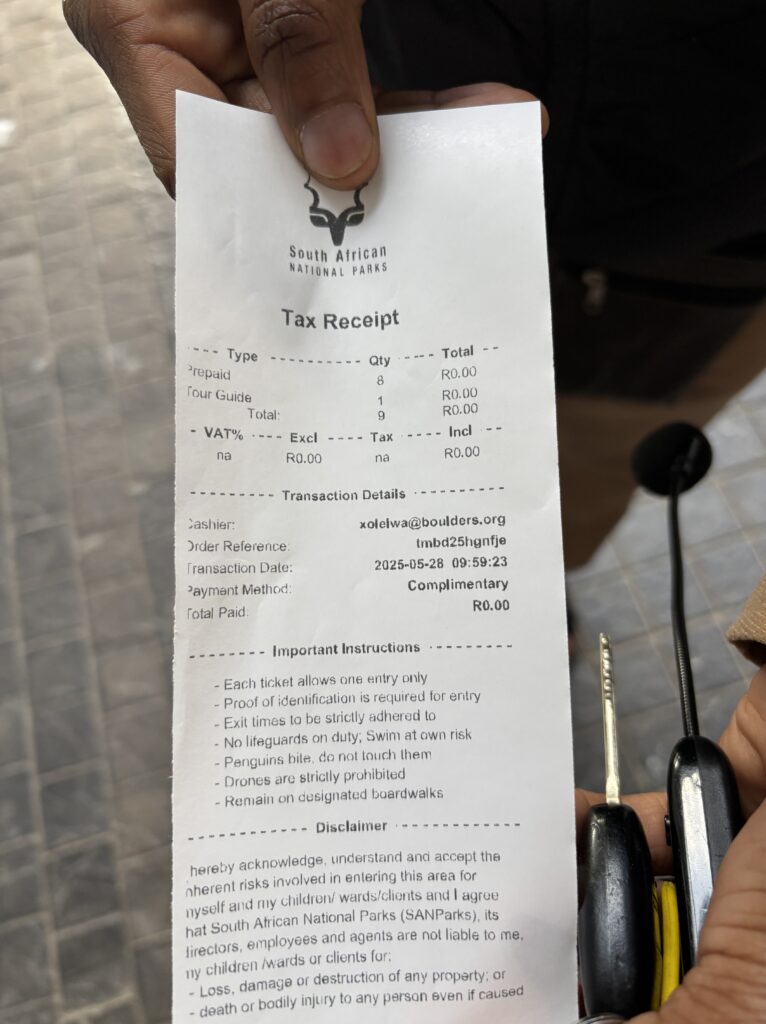 South African
NATIONAL PARKS
Tax Receipt
---- Type ------------ Qty ---- Total --
Prepaid 8 R0.00
Tour Guide 1 R0.00
Total: 9 R0.00
- VAT% ---- Excl ---- Tax ----- Incl ---
na R0.00 na R0.00
--------- Transaction Details ---------
Cashier: xolelwa@boulders.org
Order Reference: tmbd25hgnfje
Transaction Date: 2025-05-28 09:59:23
Payment Method: Complimentary
Total Paid: R0.00
-------- Important Instructions --------
- Each ticket allows one entry only
- Proof of identification is required for entry
- Exit times to be strictly adhered to
- No lifeguards on duty; Swim at own risk
- Penguins bite, do not touch them
- Drones are strictly prohibited
- Remain on designated boardwalks
------------- Disclaimer -------------
hereby acknowledge, understand and accept the
nherent risks involved in entering this area for
myself and my children/ wards/clients and I agree
hat South African National Parks (SANParks), its
directors, employees and agents are not liable to me,
my children /wards or clients for:
- Loss, damage or destruction of any property; or
- death or bodily injury to any person even if caused